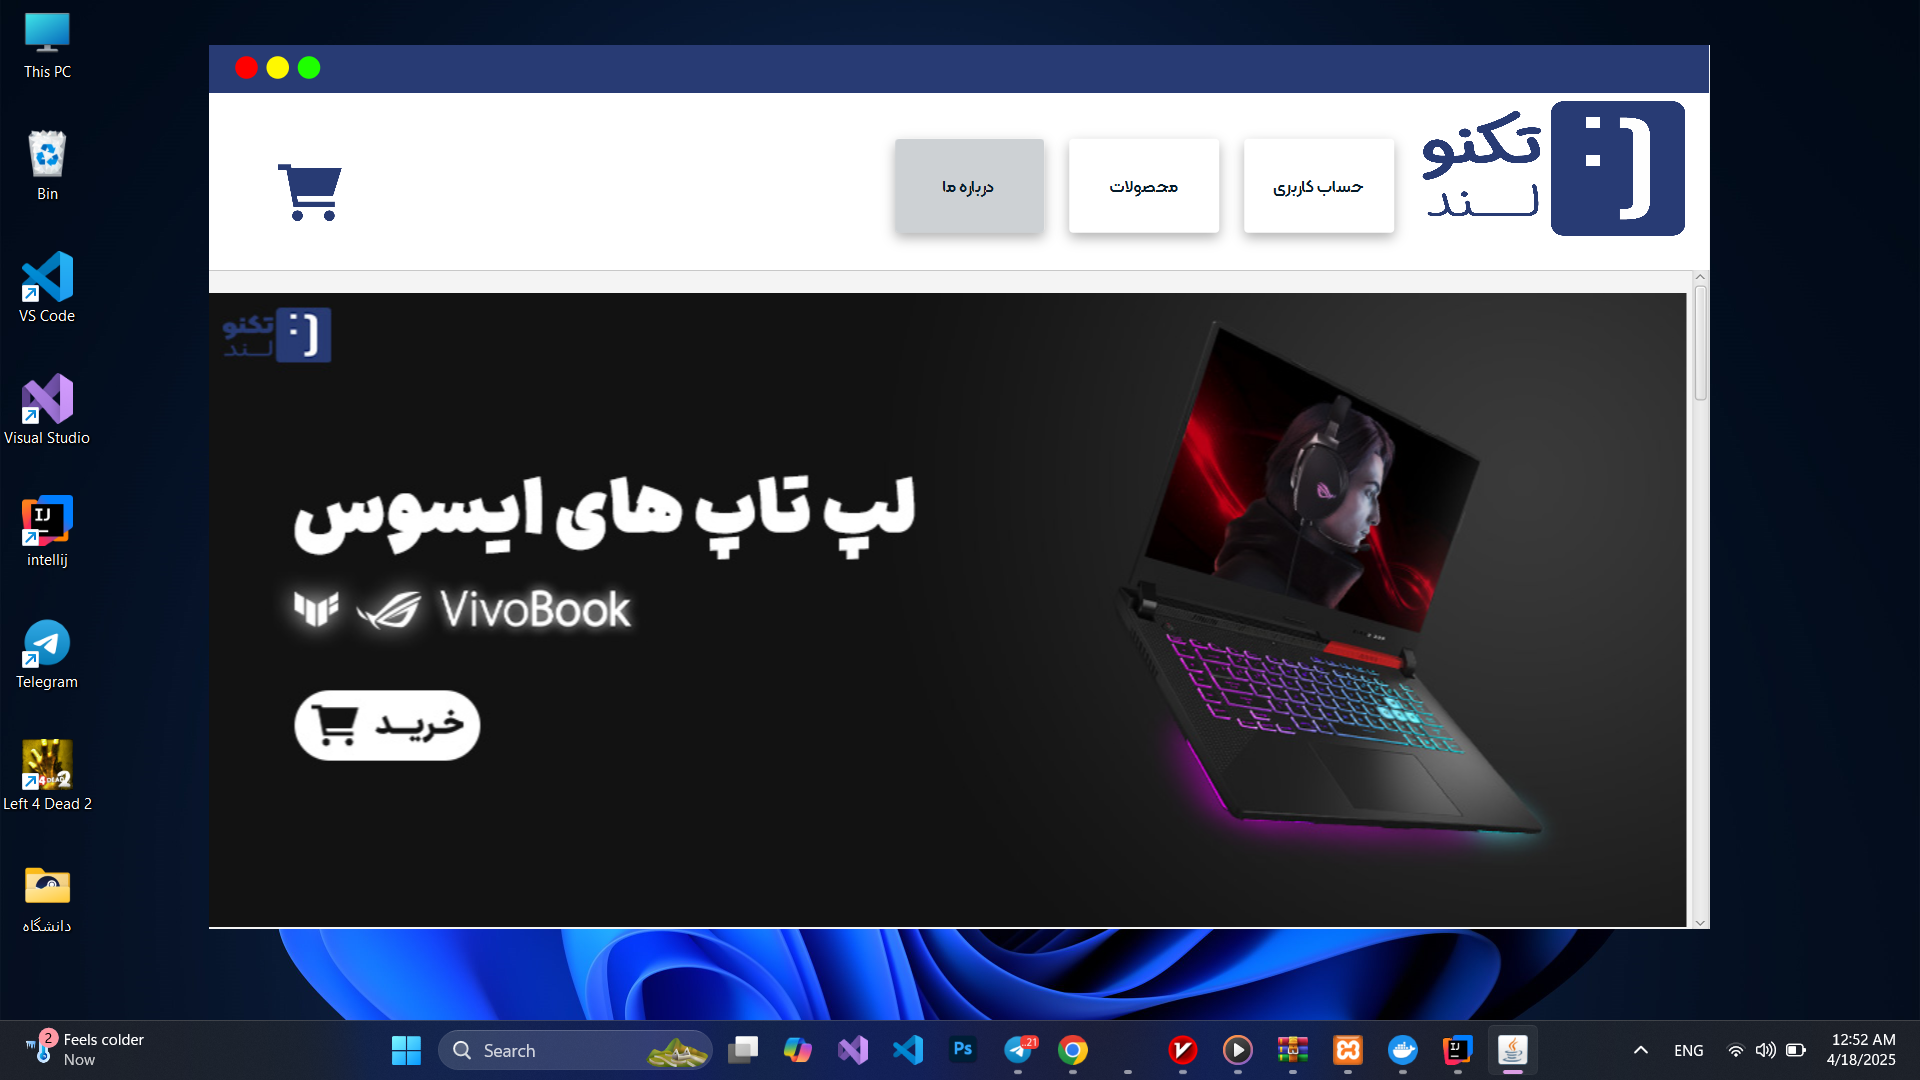 This PC
Bin
VS Code
Visual Studio
intellij
Telegram
Left 4 Dead 2
دانشگاه
تکنو
لند
حساب کاربری
محصولات
درباره ما
تکنو
لند
لپ تاپ های ایسوس
VivoBook
خرید
2
Feels colder
Now
Search
Ps
..21
IJ
ENG
12:52 AM
4/18/2025